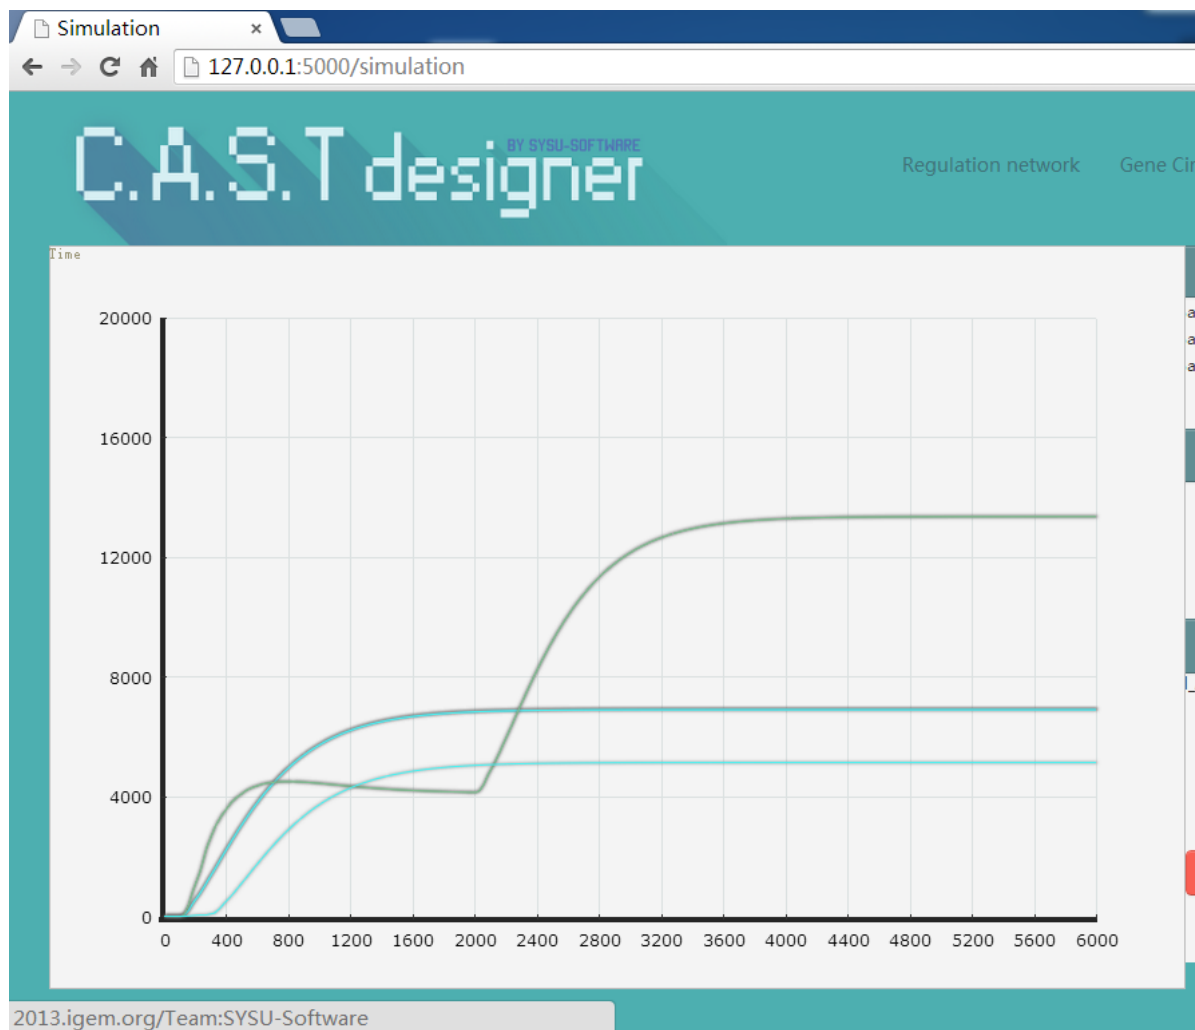 Simulation ×
127.0.0.1:5000/simulation
C.A.S.T designer
BY SYSU-SOFTWARE
Regulation network Gene Cir
Time
20000
16000
12000
8000
4000
0
0 400 800 1200 1600 2000 2400 2800 3200 3600 4000 4400 4800 5200 5600 6000
a
a
a
2013.igem.org/Team:SYSU-Software